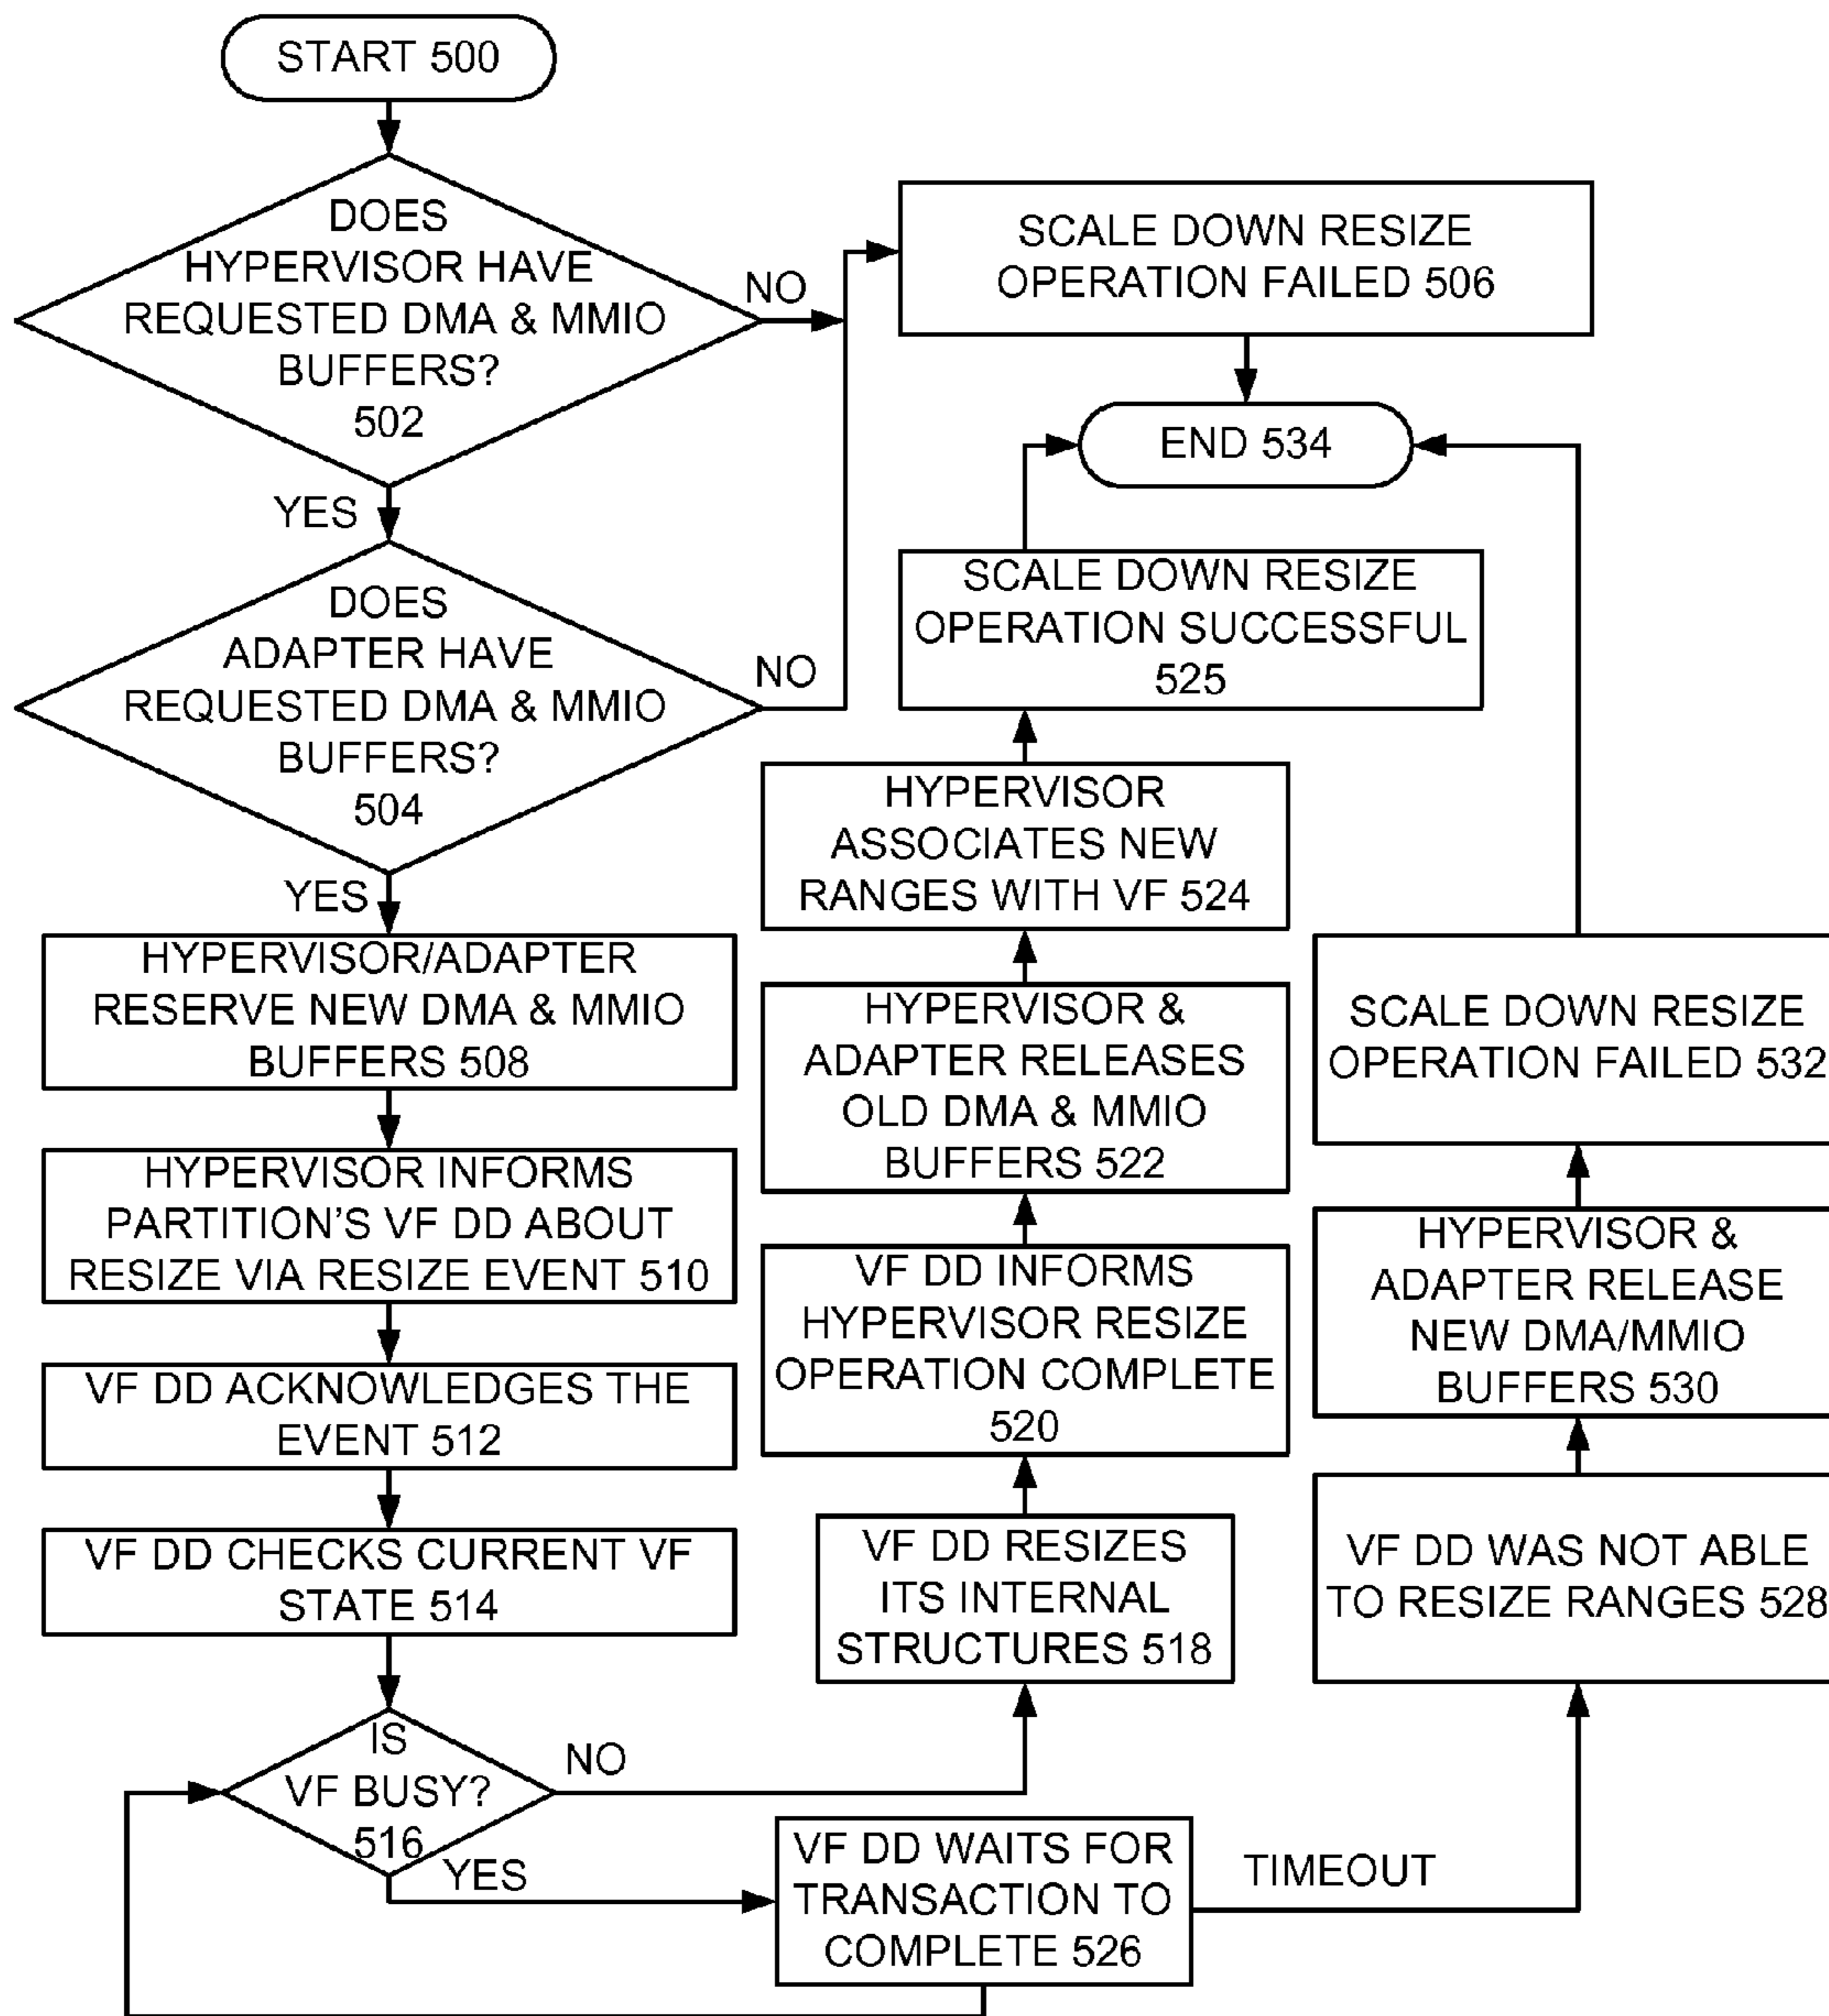 START 500
DOES
HYPERVISOR HAVE
REQUESTED DMA & MMIO
BUFFERS?
502
NO
YES
DOES
ADAPTER HAVE
REQUESTED DMA & MMIO
BUFFERS?
504
NO
YES
HYPERVISOR/ADAPTER
RESERVE NEW DMA & MMIO
BUFFERS 508
HYPERVISOR INFORMS
PARTITION'S VF DD ABOUT
RESIZE VIA RESIZE EVENT 510
VF DD ACKNOWLEDGES THE
EVENT 512
VF DD CHECKS CURRENT VF
STATE 514
IS
VF BUSY?
516
NO
YES
SCALE DOWN RESIZE
OPERATION FAILED 506
END 534
SCALE DOWN RESIZE
OPERATION SUCCESSFUL
525
HYPERVISOR
ASSOCIATES NEW
RANGES WITH VF 524
HYPERVISOR &
ADAPTER RELEASES
OLD DMA & MMIO
BUFFERS 522
VF DD INFORMS
HYPERVISOR RESIZE
OPERATION COMPLETE
520
VF DD RESIZES
ITS INTERNAL
STRUCTURES 518
VF DD WAITS FOR
TRANSACTION TO
COMPLETE 526
TIMEOUT
SCALE DOWN RESIZE
OPERATION FAILED 532
HYPERVISOR &
ADAPTER RELEASE
NEW DMA/MMIO
BUFFERS 530
VF DD WAS NOT ABLE
TO RESIZE RANGES 528